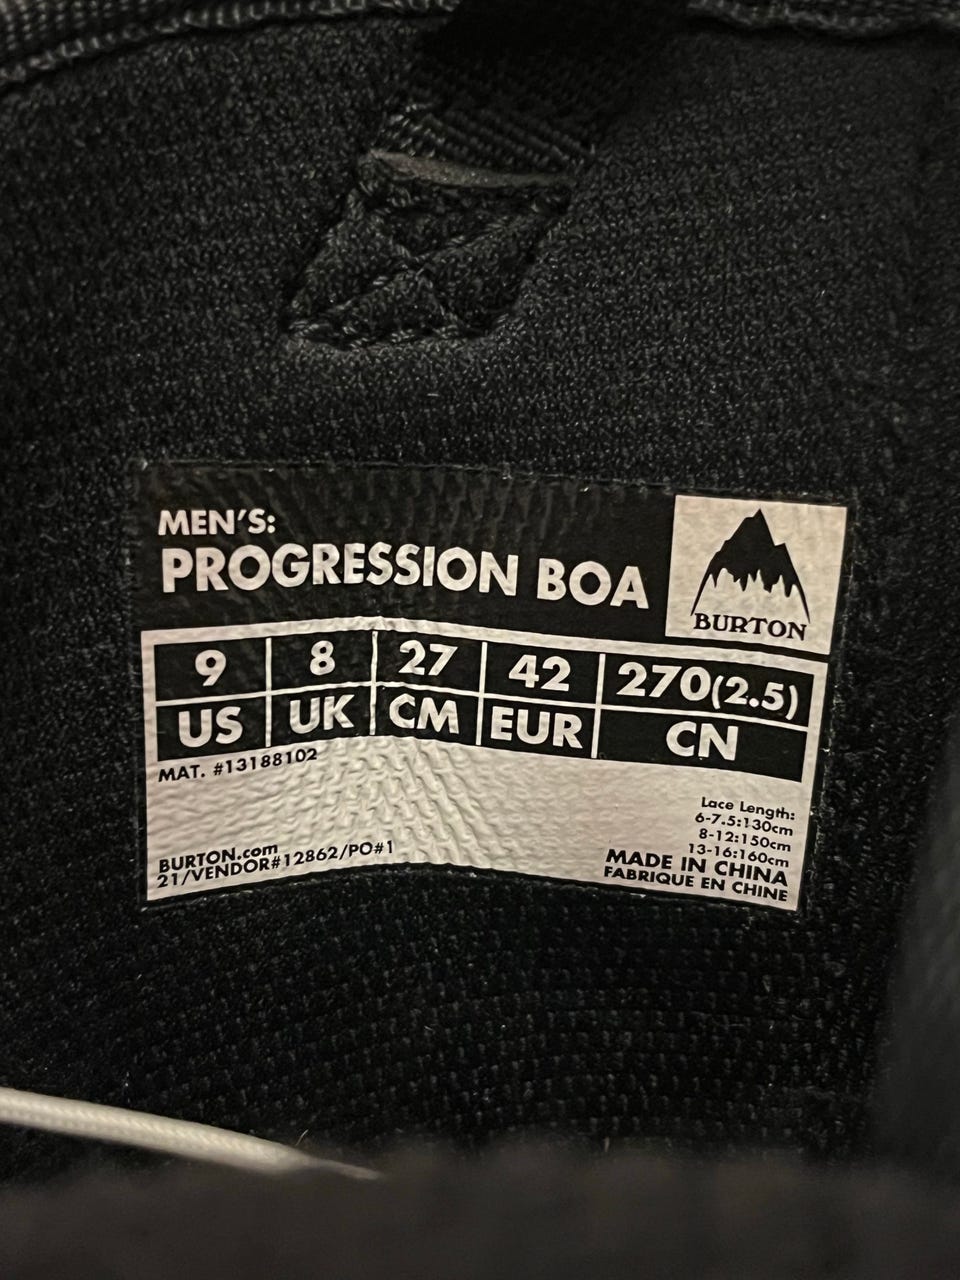 MEN'S:
PROGRESSION BOA
BURTON
9 8 27 42 270(2.5)
US UK CM EUR CN
MAT. #13188102
Lace Length:
6-7.5:130cm
8-12:150cm
13-16:160cm
BURTON.com
21/VENDOR#12862/PO#1
MADE IN CHINA
FABRIQUE EN CHINE